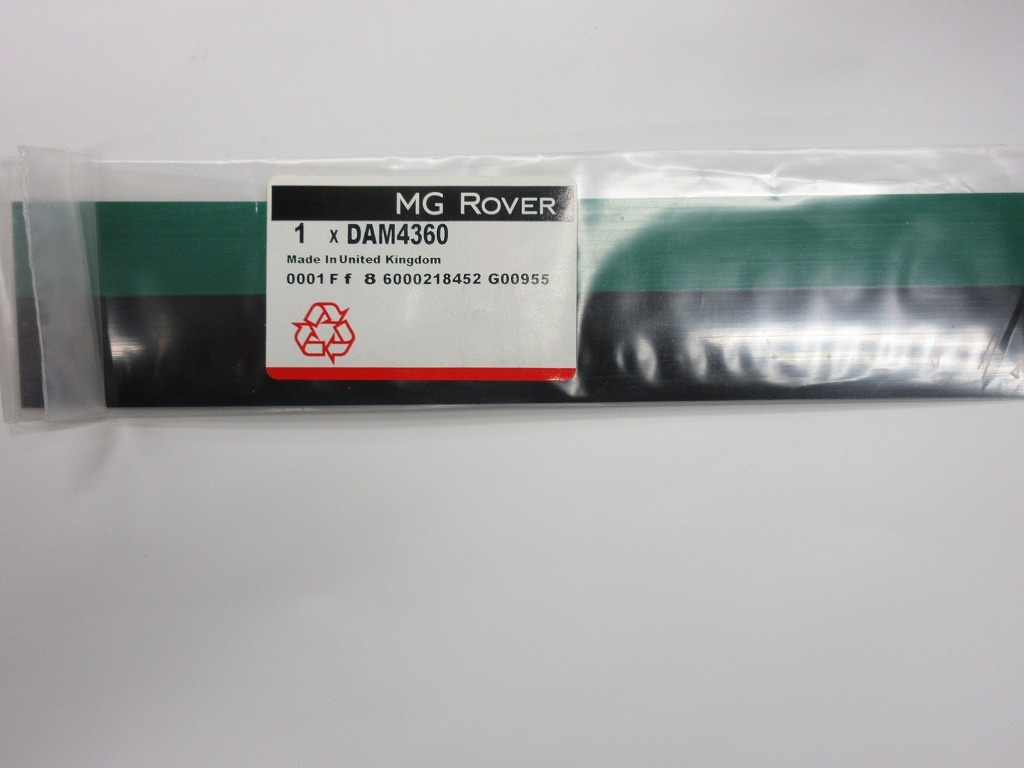 MG ROVER
1 x DAM4360
Made In United Kingdom
0001 F f 8 6000218452 G00955